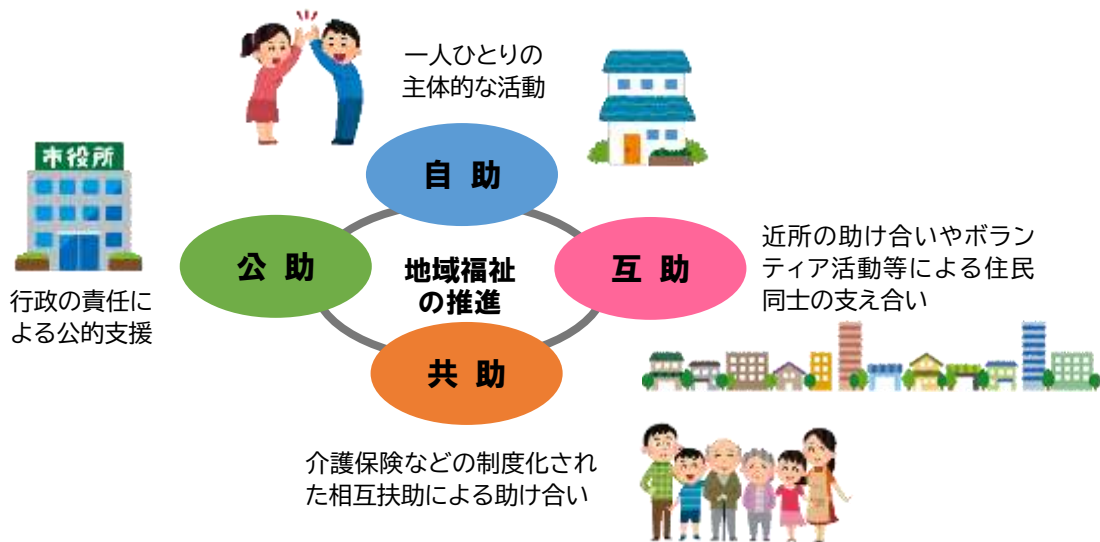 一人ひとりの
主体的な活動
自助
市役所
公助
行政の責任に
よる公的支援
地域福祉
の推進
互助
近所の助け合いやボラン
ティア活動等による住民
同士の支え合い
共助
介護保険などの制度化され
た相互扶助による助け合い